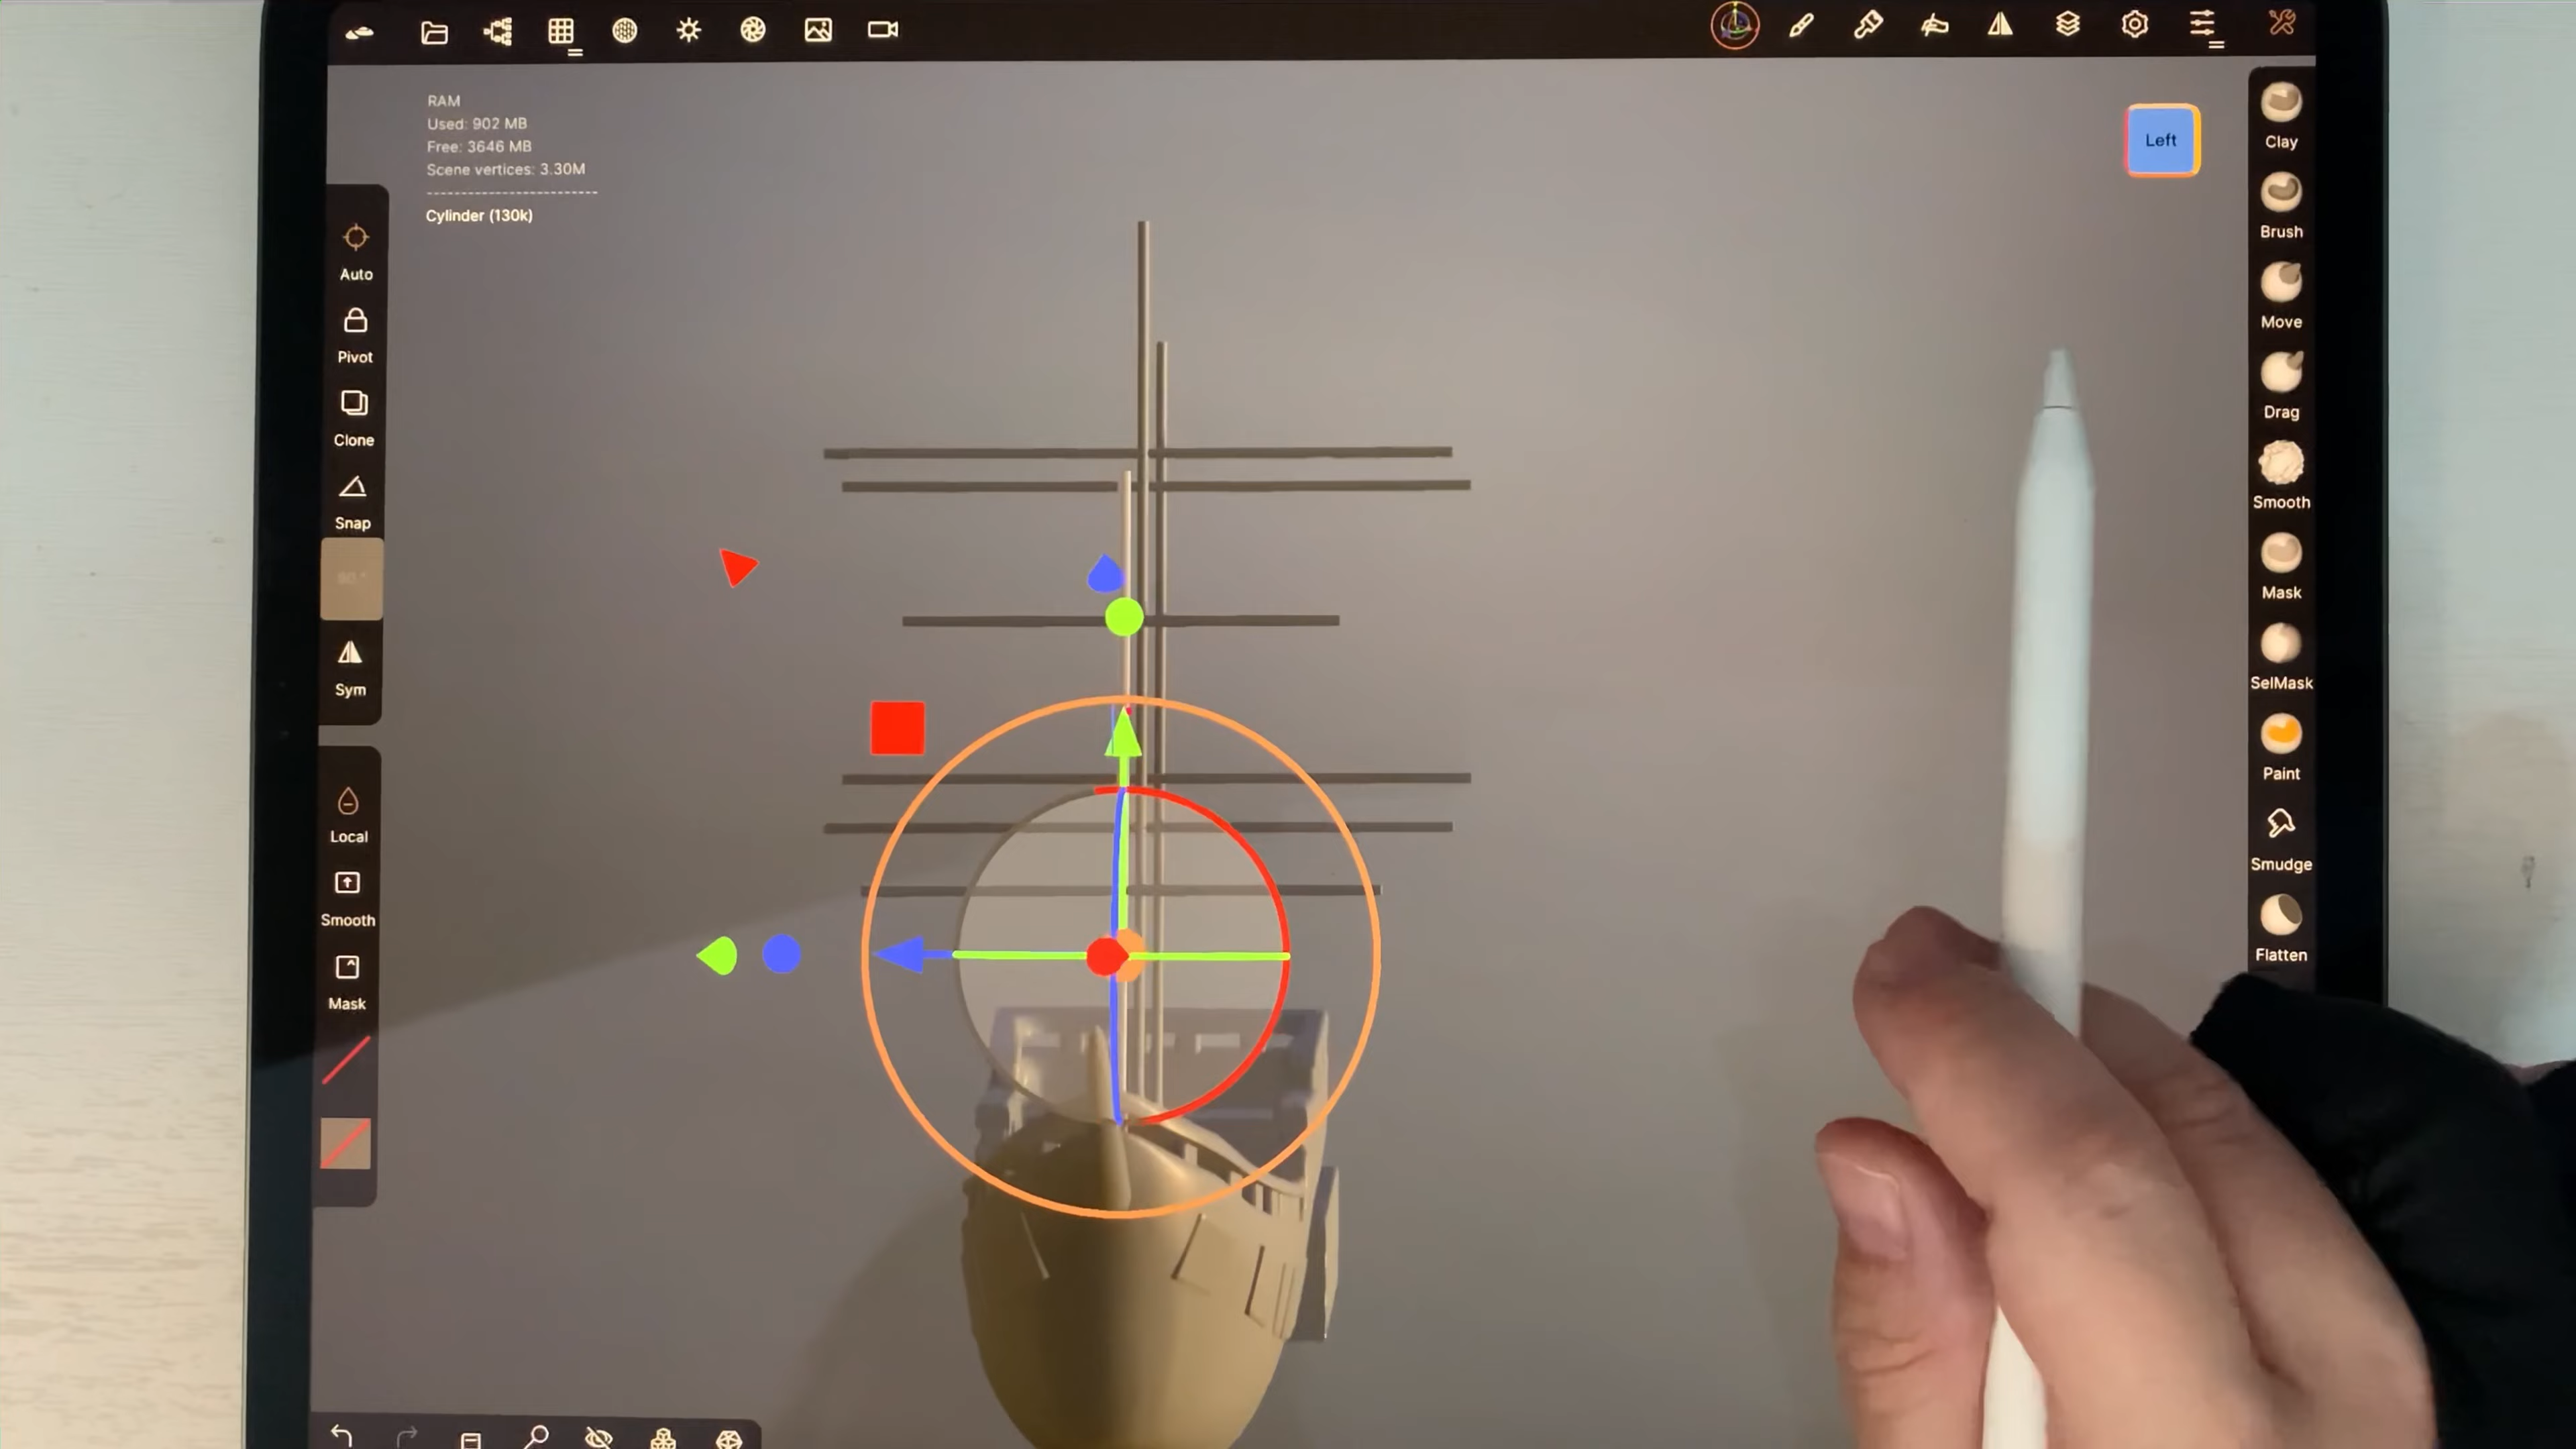 RAM
Used: 902 MB
Free: 3646 MB
Scene vertices: 3.30M
Cylinder (130k)
Left
Auto
Pivot
Clone
Snap
Sym
Local
Smooth
Mask
Clay
Brush
Move
Drag
Smooth
Mask
SelMask
Paint
Smudge
Flatten